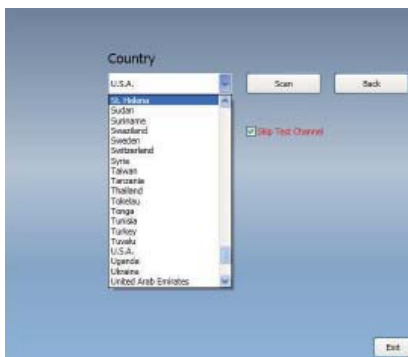 Country
U.S.A.
Scan
Back
St. Helena
Sudan
Suriname
Swaziland
Sweden
Switzerland
Syria
Taiwan
Tanzania
Thailand
Tokelau
Tonga
Tunisia
Turkey
Tuvalu
U.S.A.
Uganda
Ukraine
United Arab Emirates
Skip Test Channel
Exit